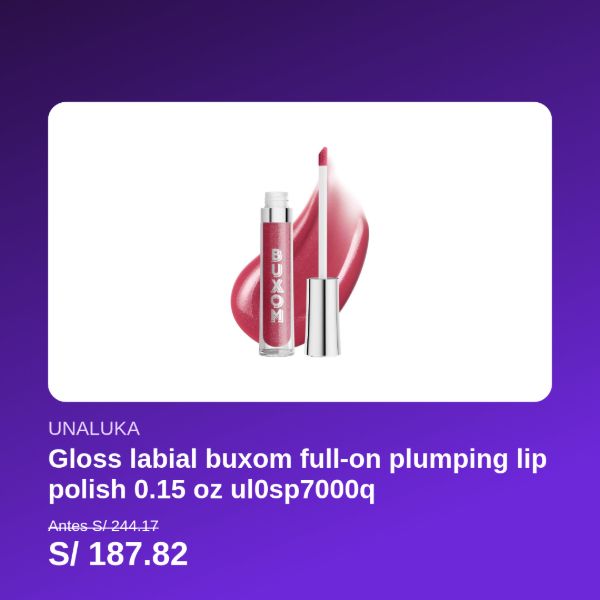 BUXOM
UNALUKA
Gloss labial buxom full-on plumping lip
polish 0.15 oz ul0sp7000q
Antes S/ 244.17
S/ 187.82